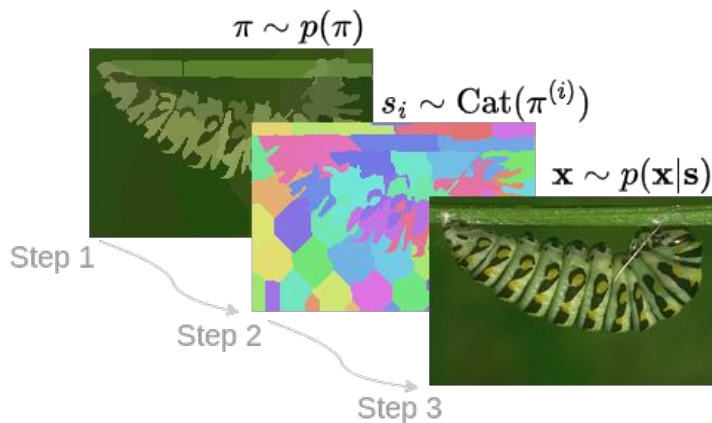 π ∼ p(π)
s_i ∼ Cat(π^(i))
x ∼ p(x|s)
Step 1
Step 2
Step 3